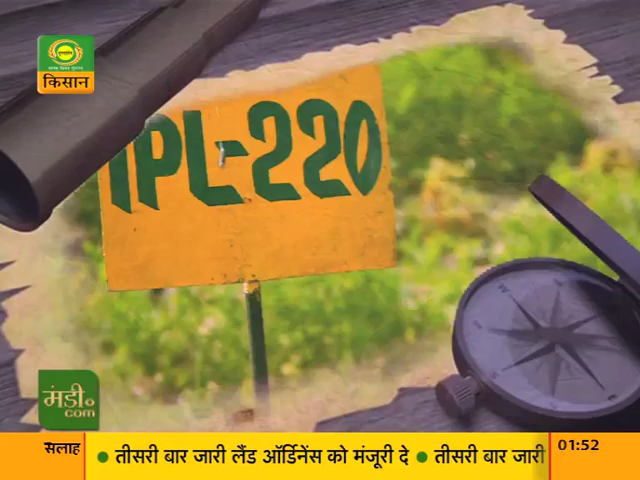 किसान
IPL-220
मंडी.
com
सलाह
• तीसरी बार जारी लैंड ऑर्डिनेंस को मंजूरी दे • तीसरी बार जारी
01:52